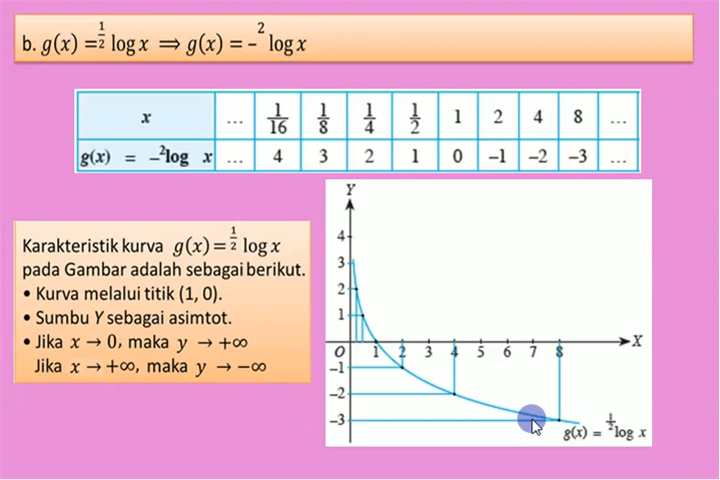 b. g(x) = ½ log x ⟹ g(x) = – ² log x
x … 1/16 1/8 1/4 1/2 1 2 4 8 …
g(x) = –²log x … 4 3 2 1 0 –1 –2 –3 …
Karakteristik kurva g(x) = ½ log x
pada Gambar adalah sebagai berikut.
• Kurva melalui titik (1, 0).
• Sumbu Y sebagai asimtot.
• Jika x → 0, maka y → +∞
Jika x → +∞, maka y → –∞
Y
4
3
2
1
O 1 2 3 4 5 6 7 8 X
–1
–2
–3
g(x) = ½log x